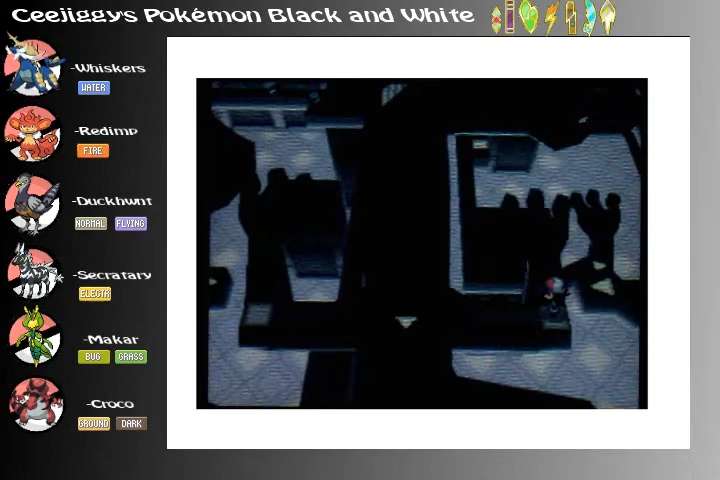 Ceejiggy's Pokémon Black and White
-Whiskers
WATER
-Redimp
FIRE
-Duckhunt
NORMAL FLYING
-Secratary
ELECTR
-Makar
BUG GRASS
-Croco
GROUND DARK